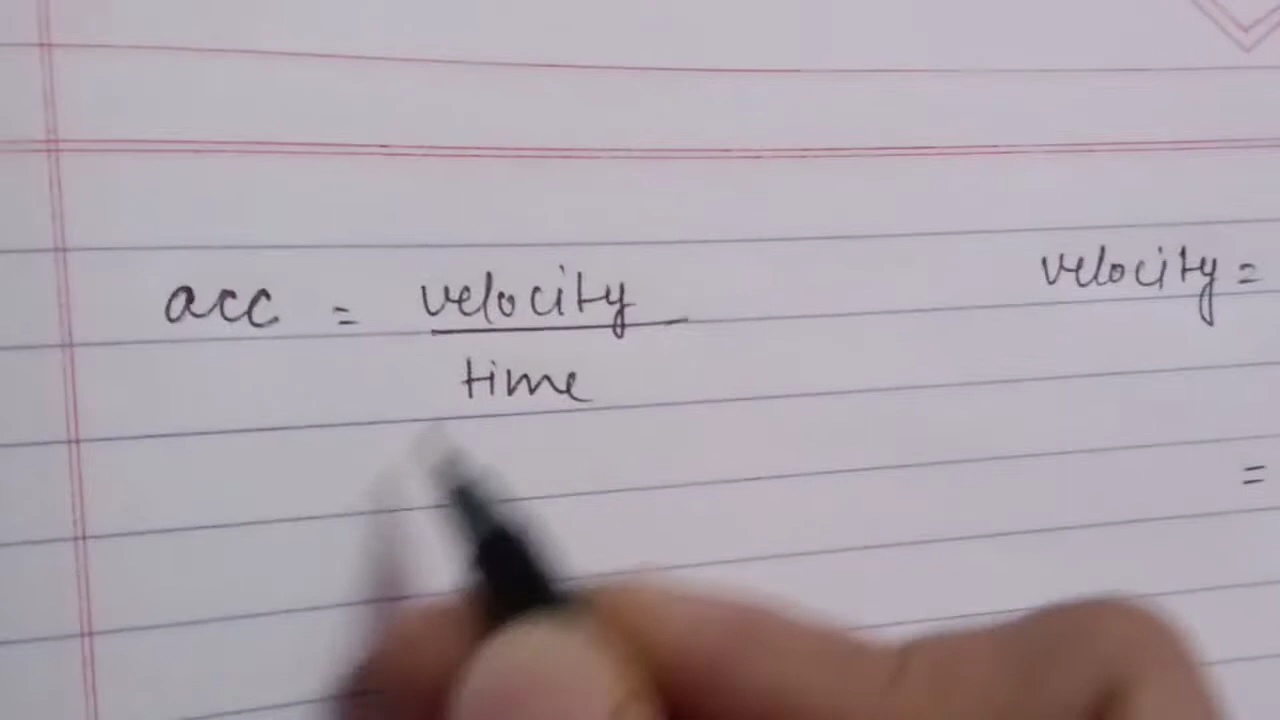 acc = velocity
time
velocity =
=